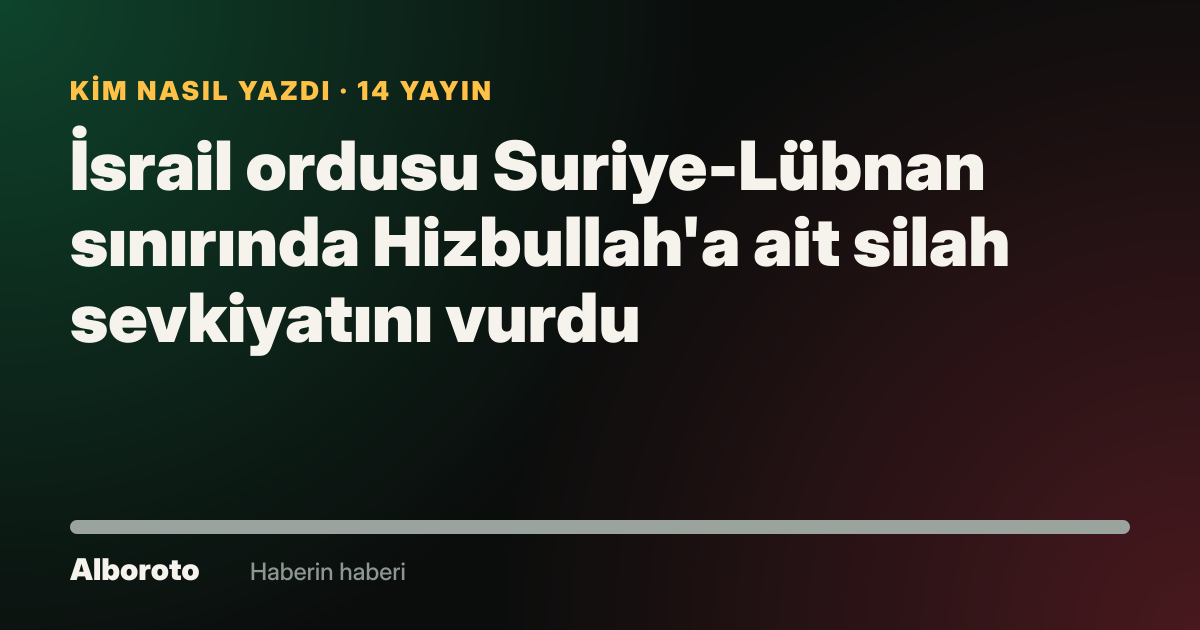 KİM NASIL YAZDI · 14 YAYIN
İsrail ordusu Suriye-Lübnan
sınırında Hizbullah'a ait silah
sevkiyatını vurdu
Alboroto
Haberin haberi